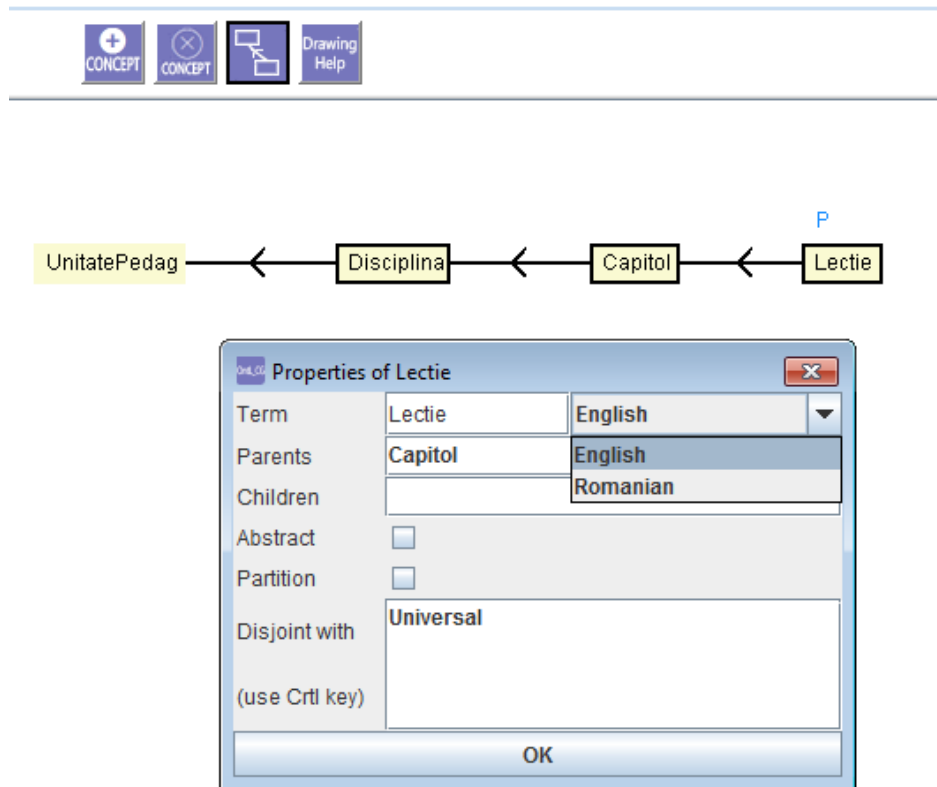 CONCEPT
CONCEPT
Drawing
Help
P
UnitatePedag
Disciplina
Capitol
Lectie
Properties of Lectie
Term
Lectie
English
Parents
Capitol
English
Romanian
Children
Abstract
Partition
Disjoint with
Universal
(use Crtl key)
OK